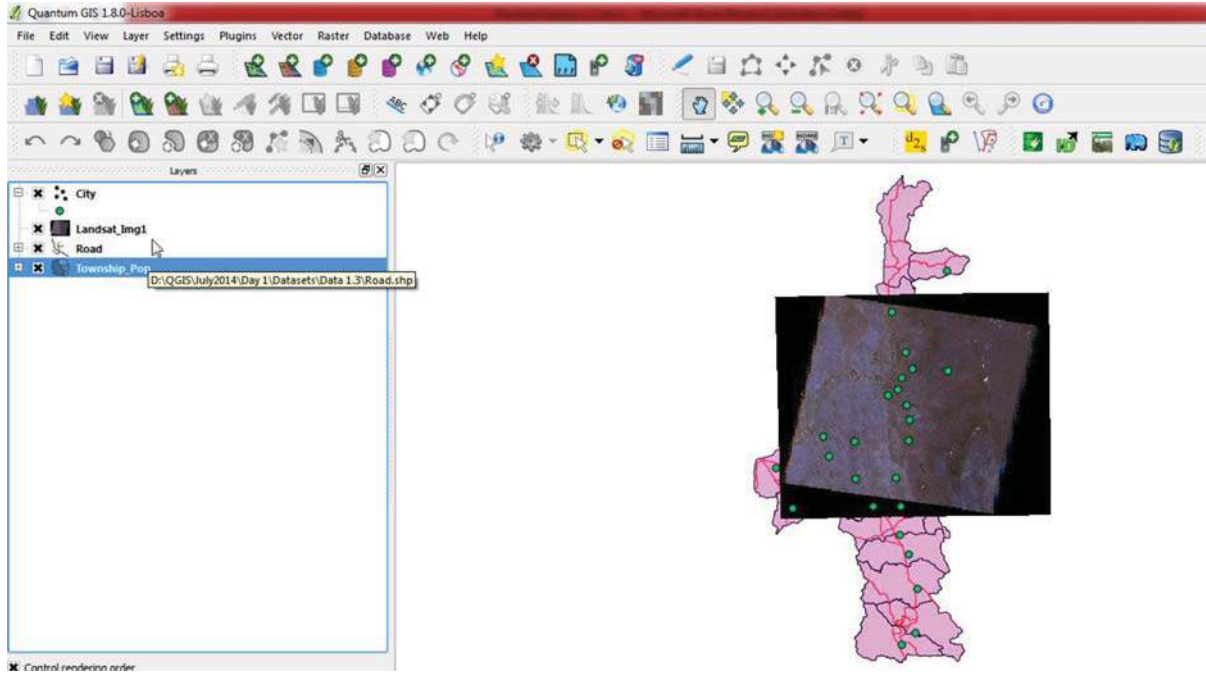 Quantum GIS 1.8.0-Lisboa
File Edit View Layer Settings Plugins Vector Raster Database Web Help
ABC
T
Layers
City
Landsat_Img1
Road
Township_Pop
D:\QGIS\July2014\Day 1\Datasets\Data 1.3\Road.shp
Control rendering order